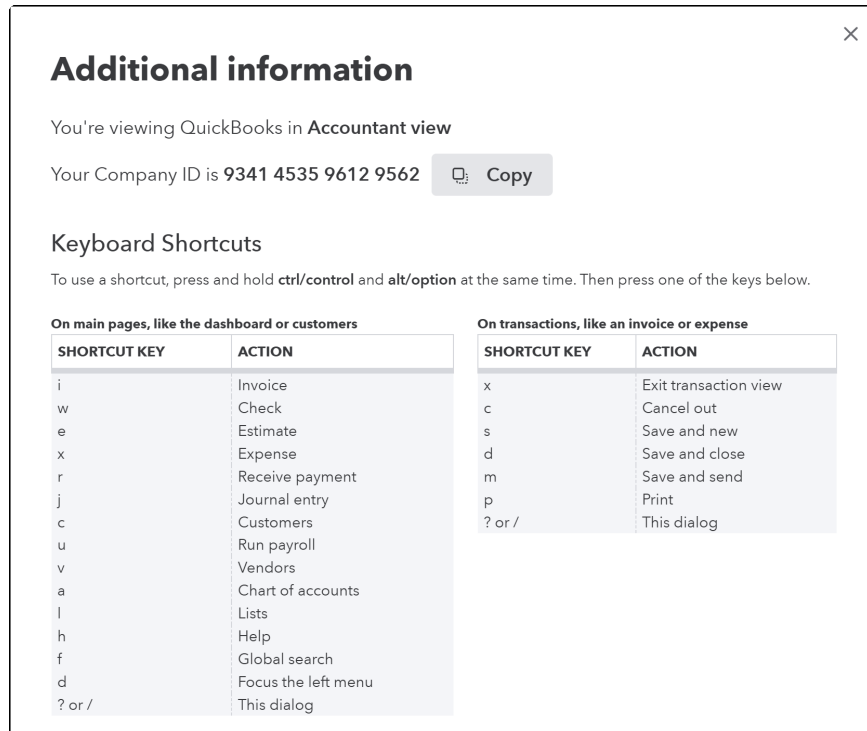 Additional information
You're viewing QuickBooks in Accountant view
Your Company ID is 9341 4535 9612 9562 Copy
Keyboard Shortcuts
To use a shortcut, press and hold ctrl/control and alt/option at the same time. Then press one of the keys below.
On main pages, like the dashboard or customers
SHORTCUT KEY ACTION
i Invoice
w Check
e Estimate
x Expense
r Receive payment
j Journal entry
c Customers
u Run payroll
v Vendors
a Chart of accounts
l Lists
h Help
f Global search
d Focus the left menu
? or / This dialog
On transactions, like an invoice or expense
SHORTCUT KEY ACTION
x Exit transaction view
c Cancel out
s Save and new
d Save and close
m Save and send
p Print
? or / This dialog